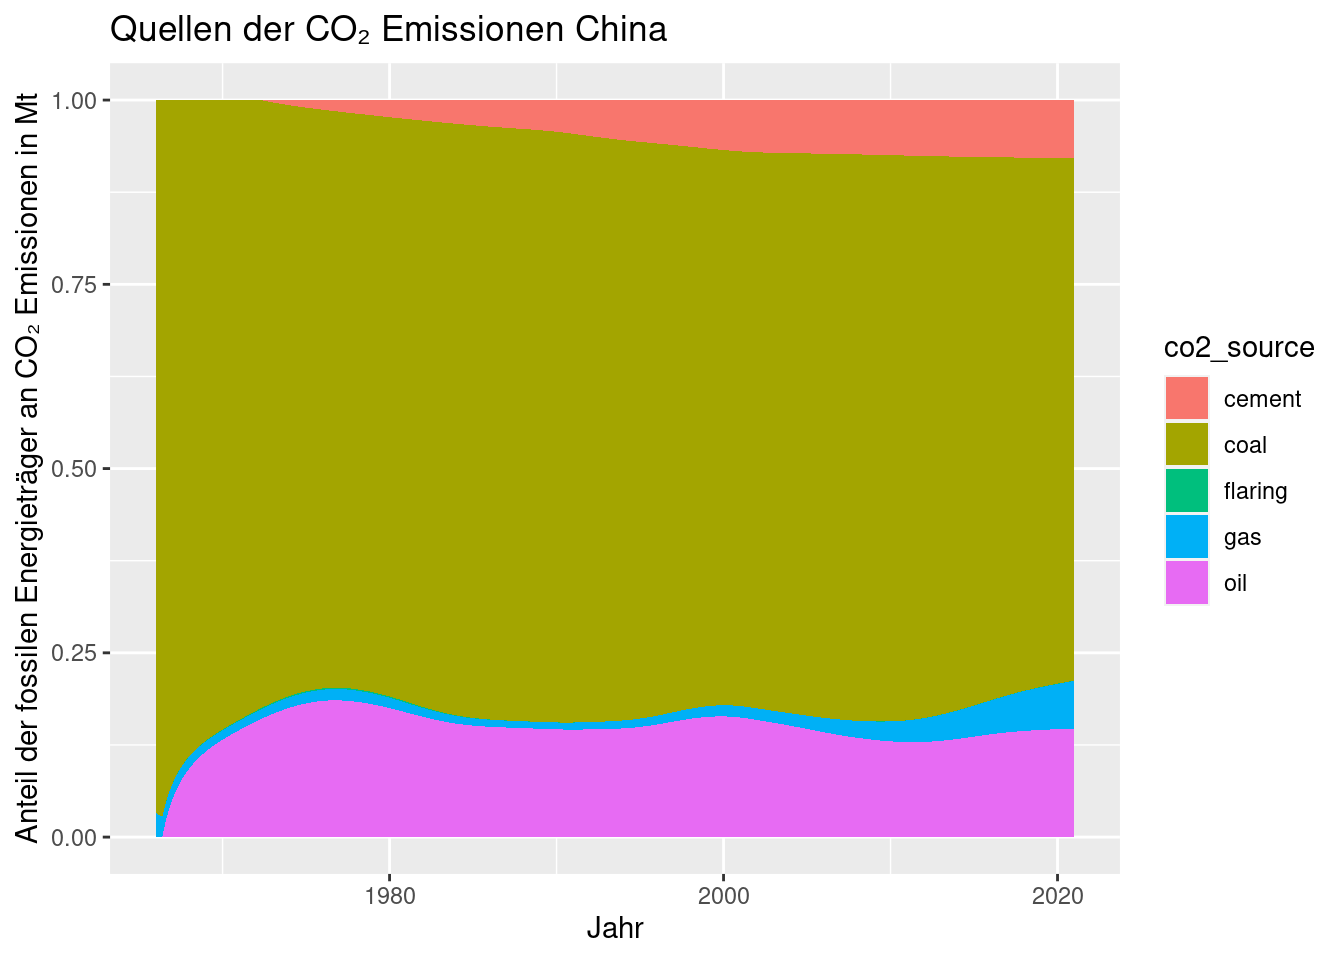 Quellen der CO₂ Emissionen China
Anteil der fossilen Energieträger an CO₂ Emissionen in Mt
1.00
0.75
0.50
0.25
0.00
1980
2000
2020
Jahr
co2_source
cement
coal
flaring
gas
oil